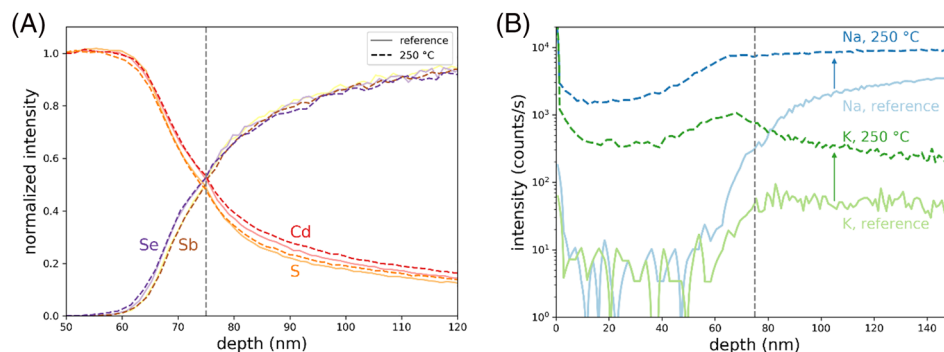 (A)
normalized intensity
1.0
0.8
0.6
0.4
0.2
0.0
reference
250 °C
Se
Sb
Cd
S
50 60 70 80 90 100 110 120
depth (nm)
(B)
intensity (counts/s)
10⁴
10³
10²
10¹
10⁰
Na, 250 °C
Na, reference
K, 250 °C
K, reference
0 20 40 60 80 100 120 140
depth (nm)